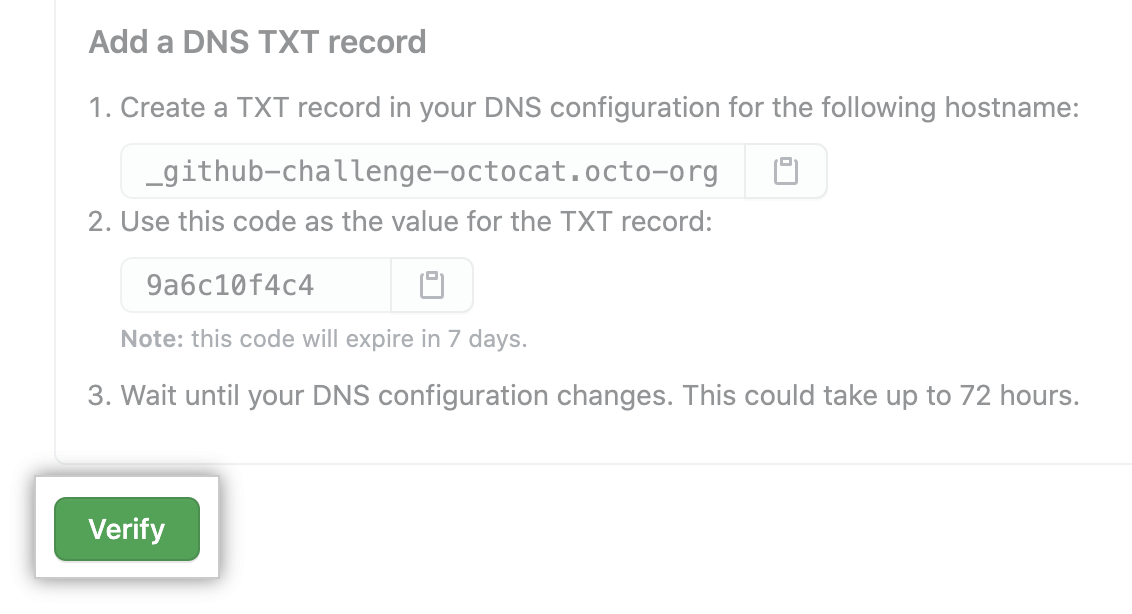 Add a DNS TXT record
1. Create a TXT record in your DNS configuration for the following hostname:
_github-challenge-octocat.octo-org
2. Use this code as the value for the TXT record:
9a6c10f4c4
Note: this code will expire in 7 days.
3. Wait until your DNS configuration changes. This could take up to 72 hours.
Verify